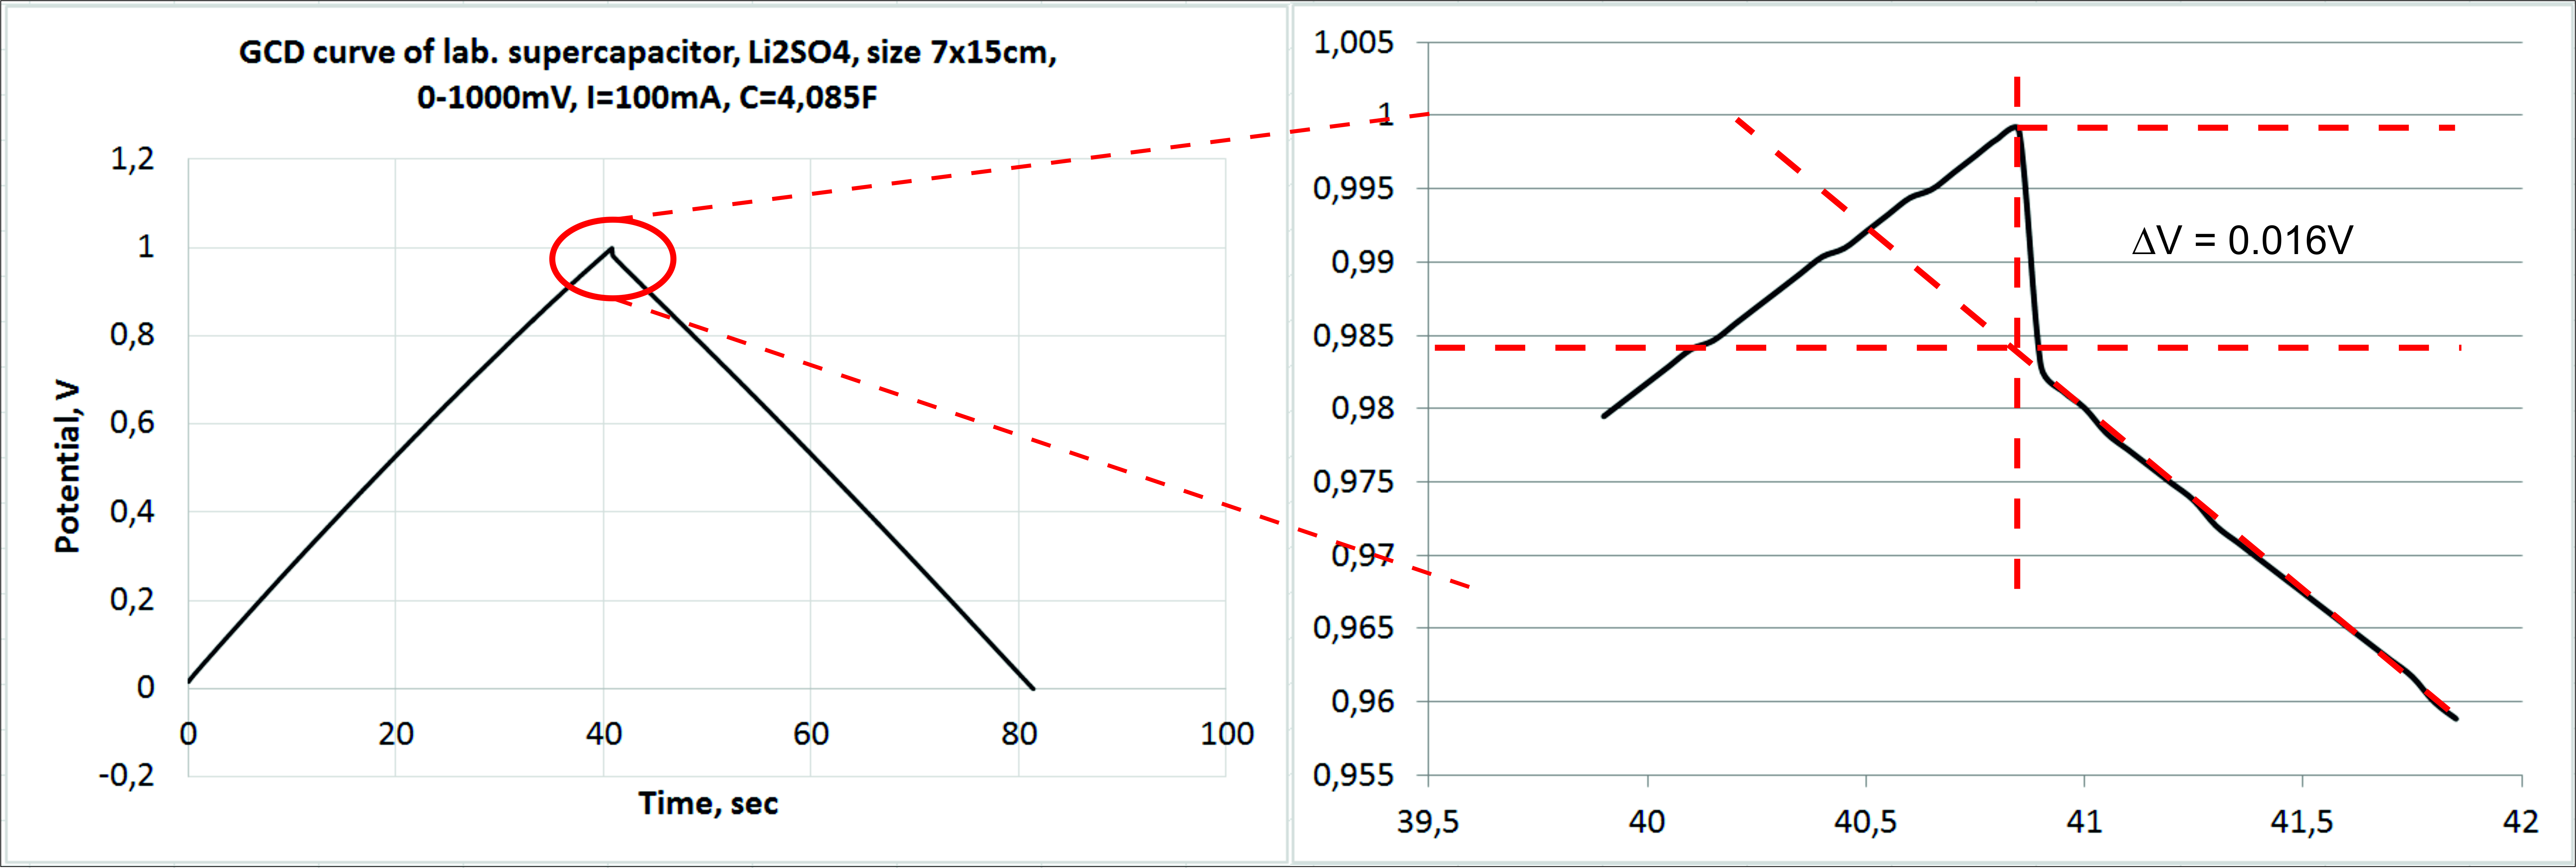 GCD curve of lab. supercapacitor, Li2SO4, size 7x15cm,
0-1000mV, I=100mA, C=4,085F
1,2
1
0,8
0,6
0,4
0,2
0
-0,2
Potential, V
0 20 40 60 80 100
Time, sec
1,005
1
0,995
0,99
0,985
0,98
0,975
0,97
0,965
0,96
0,955
ΔV = 0.016V
39,5 40 40,5 41 41,5 42